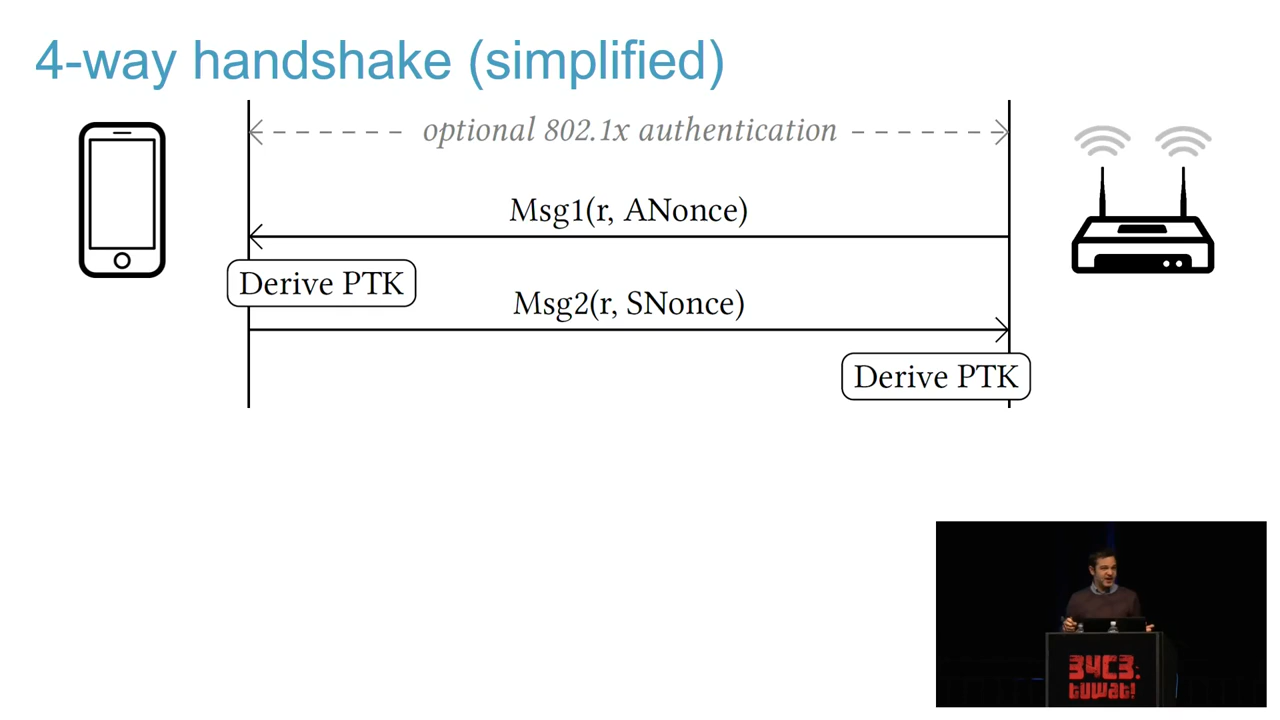 4-way handshake (simplified)
optional 802.1x authentication
Msg1(r, ANonce)
Derive PTK
Msg2(r, SNonce)
Derive PTK
34C3:
tuwat!